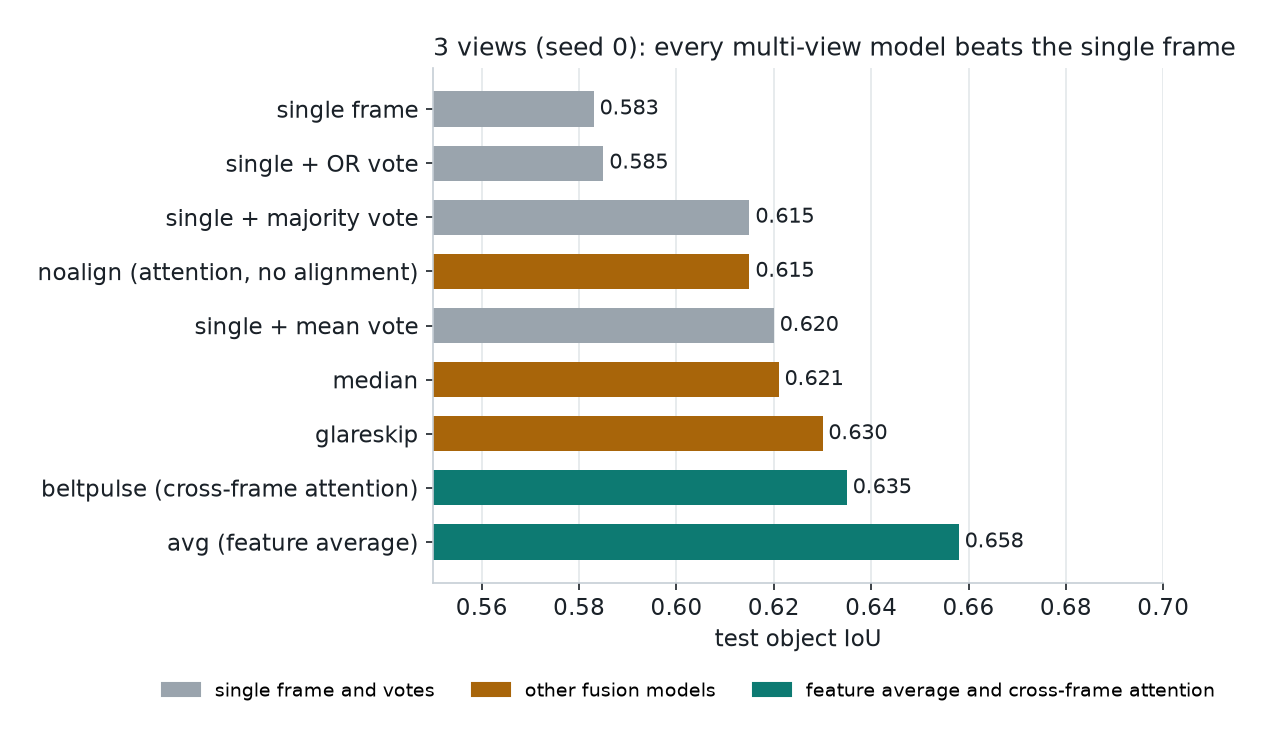 3 views (seed 0): every multi-view model beats the single frame
single frame 0.583
single + OR vote 0.585
single + majority vote 0.615
noalign (attention, no alignment) 0.615
single + mean vote 0.620
median 0.621
glareskip 0.630
beltpulse (cross-frame attention) 0.635
avg (feature average) 0.658
0.56 0.58 0.60 0.62 0.64 0.66 0.68 0.70
test object IoU
single frame and votes other fusion models feature average and cross-frame attention